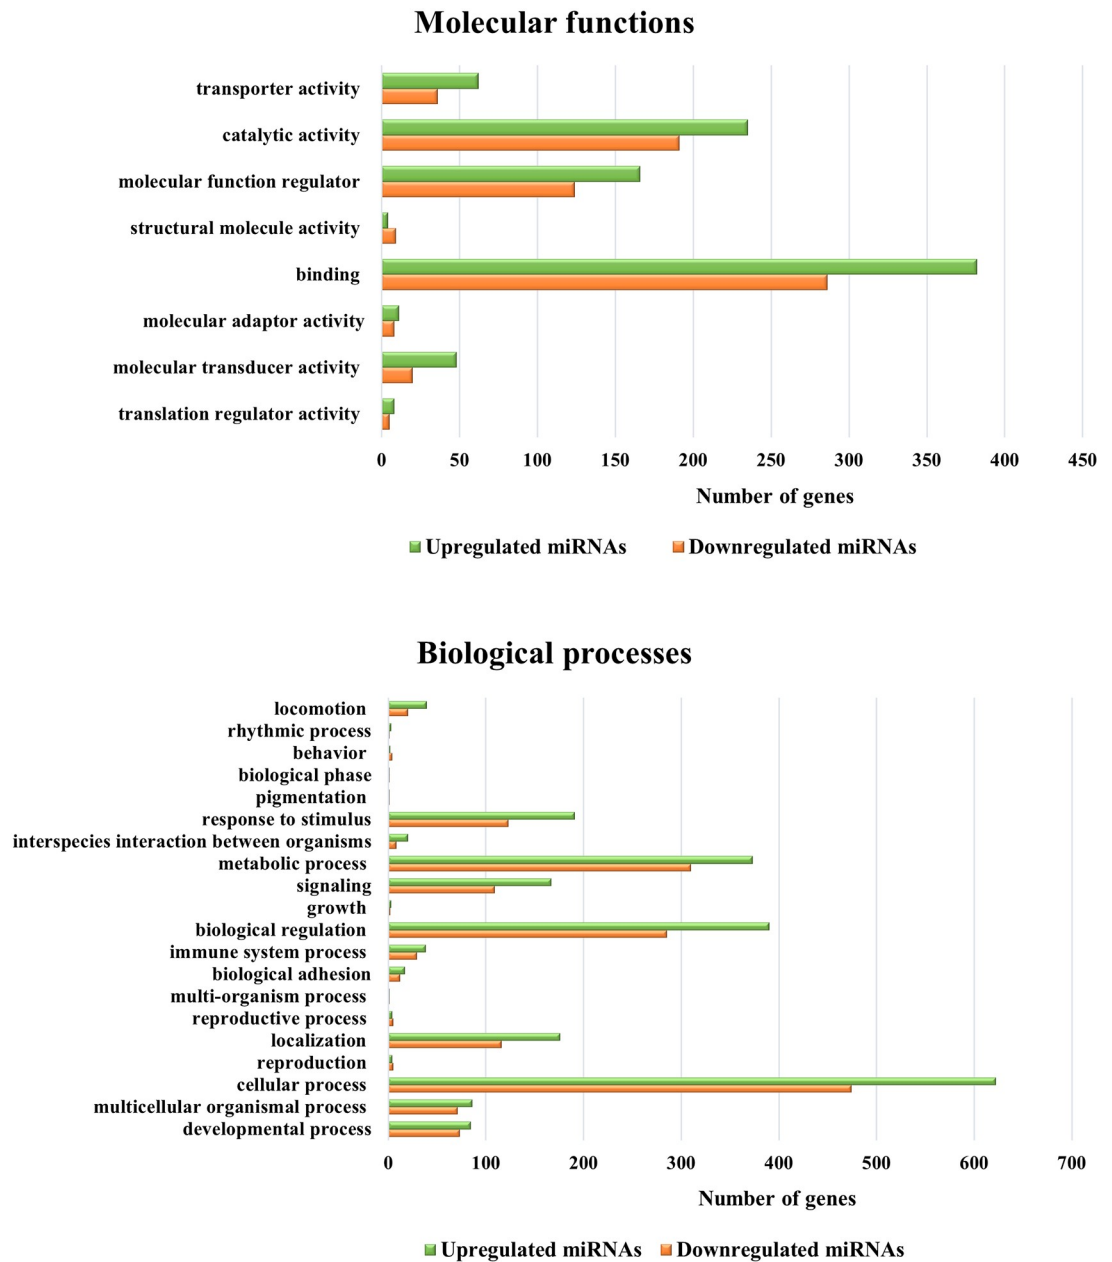 Molecular functions
transporter activity
catalytic activity
molecular function regulator
structural molecule activity
binding
molecular adaptor activity
molecular transducer activity
translation regulator activity
0 50 100 150 200 250 300 350 400 450
Number of genes
Upregulated miRNAs Downregulated miRNAs
Biological processes
locomotion
rhythmic process
behavior
biological phase
pigmentation
response to stimulus
interspecies interaction between organisms
metabolic process
signaling
growth
biological regulation
immune system process
biological adhesion
multi-organism process
reproductive process
localization
reproduction
cellular process
multicellular organismal process
developmental process
0 100 200 300 400 500 600 700
Number of genes
Upregulated miRNAs Downregulated miRNAs